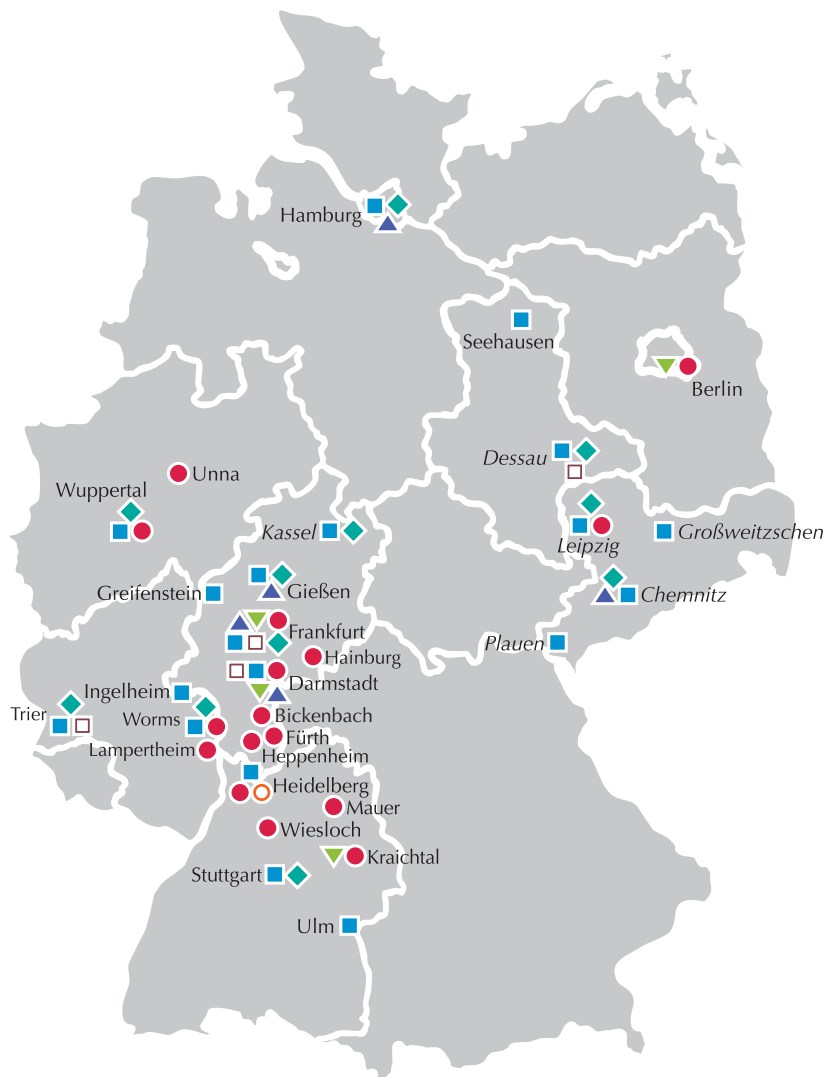 Hamburg
Seehausen
Berlin
Dessau
Unna
Wuppertal
Kassel
Leipzig
Großweitzschen
Greifenstein
Gießen
Chemnitz
Frankfurt
Plauen
Hainburg
Darmstadt
Ingelheim
Trier
Worms
Bickenbach
Fürth
Lampertheim
Heppenheim
Heidelberg
Mauer
Wiesloch
Kraichtal
Stuttgart
Ulm